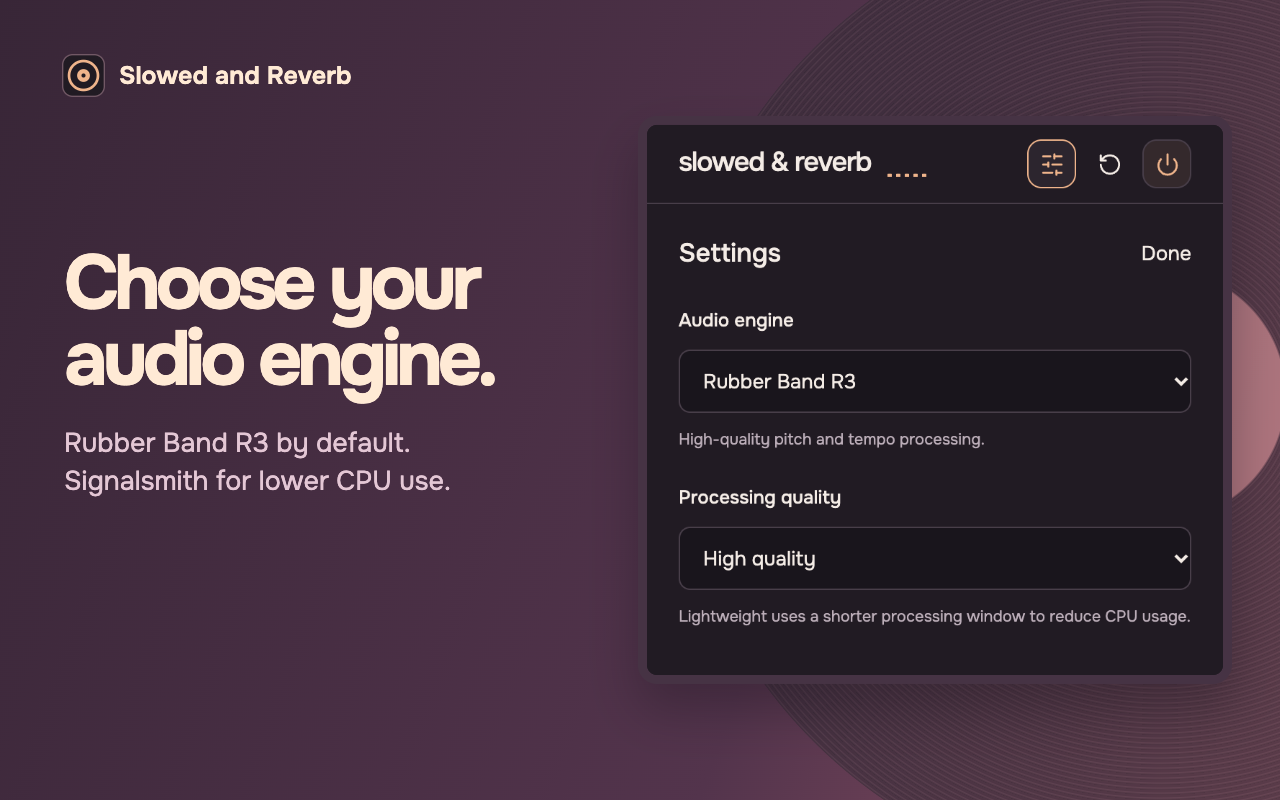 Slowed and Reverb
Choose your
audio engine.
Rubber Band R3 by default.
Signalsmith for lower CPU use.
slowed & reverb
Settings
Done
Audio engine
Rubber Band R3
High-quality pitch and tempo processing.
Processing quality
High quality
Lightweight uses a shorter processing window to reduce CPU usage.